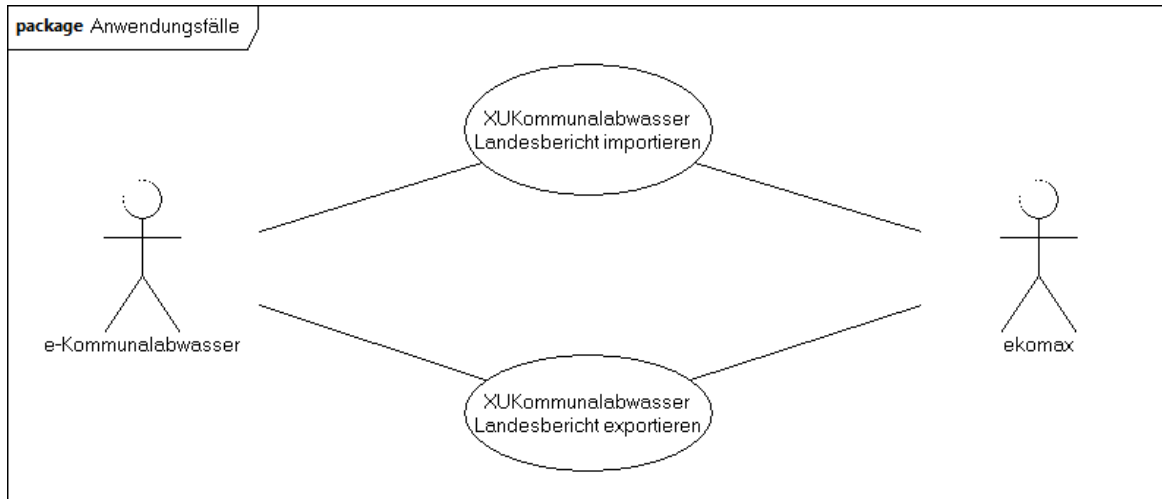 package Anwendungsfälle
XUKommunalabwasser
Landesbericht importieren
e-Kommunalabwasser
ekomax
XUKommunalabwasser
Landesbericht exportieren